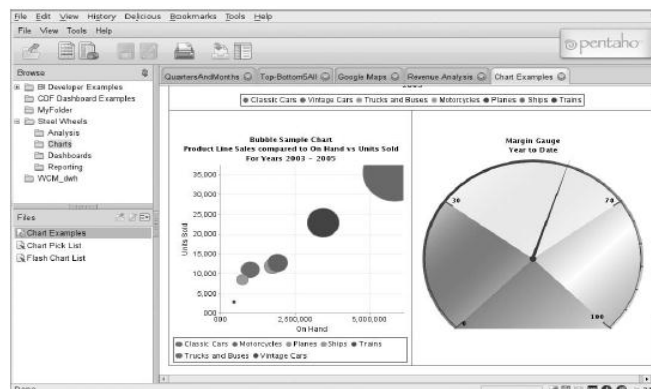 File Edit View History Delicious Bookmarks Tools Help
File View Tools Help
pentaho
Browse
BI Developer Examples
CDF Dashboard Examples
MyFolder
Steel Wheels
Analysis
Charts
Dashboards
Reporting
WCM_dwh
Files
Chart Examples
Chart Pick List
Flash Chart List
QuartersAndMonths
Top-Bottom5All
Google Maps
Revenue Analysis
Chart Examples
Classic Cars Vintage Cars Trucks and Buses Motorcycles Planes Ships Trains
Bubble Sample Chart
Product Line Sales compared to On Hand vs Units Sold
For Years 2003 - 2005
Units Sold
35,000
30,000
25,000
20,000
15,000
10,000
5,000
000
000 2,500,000 5,000,000
On Hand
Classic Cars Motorcycles Planes Ships Trains
Trucks and Buses Vintage Cars
Margin Gauge
Year to Date
30
70
0
100